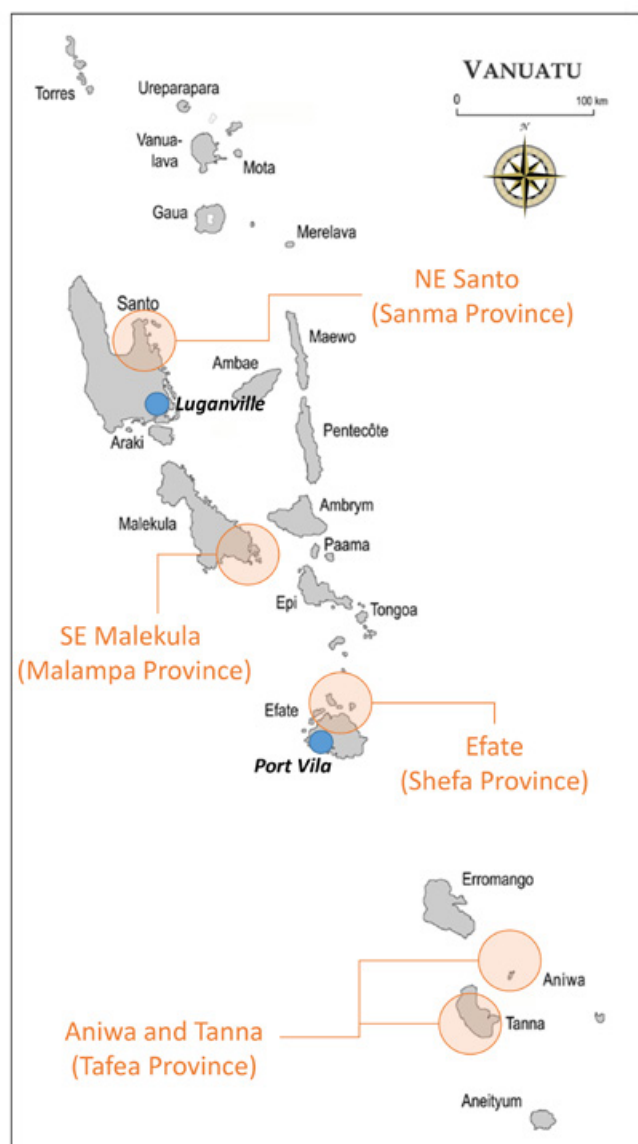 VANUATU
0
100 km
N
Torres
Ureparapara
Vanua-
lava
Mota
Gaua
Merelava
NE Santo
(Sanma Province)
Santo
Maewo
Ambae
Luganville
Araki
Pentecôte
Ambrym
Malekula
Paama
Epi
Tongoa
SE Malekula
(Malampa Province)
Efate
Port Vila
Efate
(Shefa Province)
Erromango
Aniwa
Tanna
Aniwa and Tanna
(Tafea Province)
Aneityum